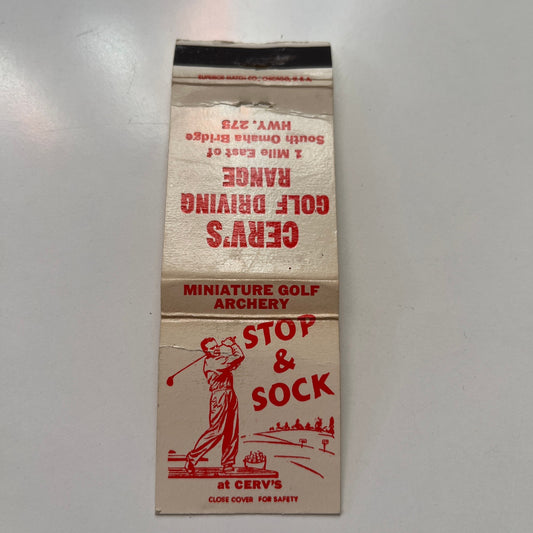 SUPERIOR MATCH CO., CHICAGO, U.S.A.
CERV'S
GOLF DRIVING
RANGE
1 Mile East of
South Omaha Bridge
HWY. 275
MINIATURE GOLF
ARCHERY
STOP
&
SOCK
at CERV'S
CLOSE COVER FOR SAFETY